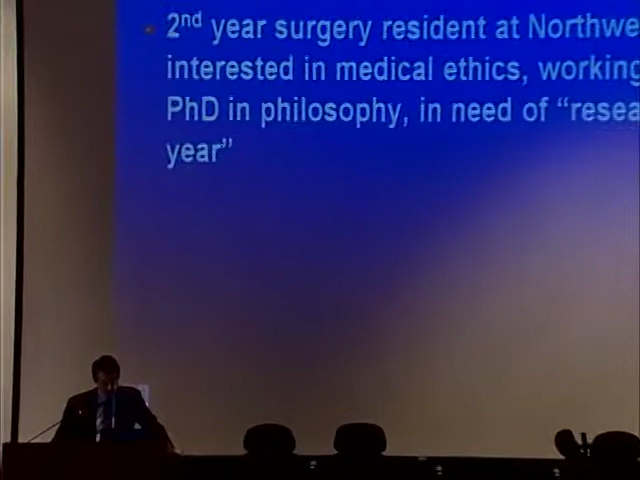 2nd year surgery resident at Northwe
interested in medical ethics, working
PhD in philosophy, in need of “resea
year”